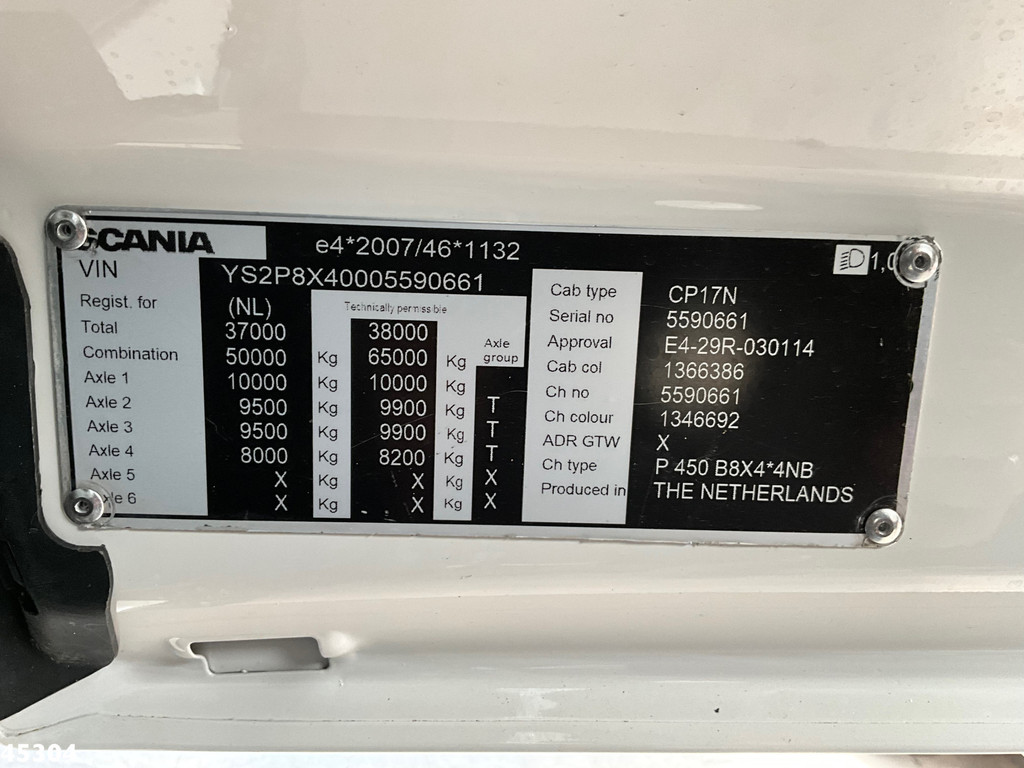 SCANIA e4*2007/46*1132 1,0
VIN YS2P8X40005590661
Regist. for (NL) Technically permissible
Total 37000 38000
Combination 50000 Kg 65000 Kg Axle group
Axle 1 10000 Kg 10000 Kg
Axle 2 9500 Kg 9900 Kg T
Axle 3 9500 Kg 9900 Kg T
Axle 4 8000 Kg 8200 Kg T
Axle 5 X Kg X Kg X
Axle 6 X Kg X Kg X
Cab type CP17N
Serial no 5590661
Approval E4-29R-030114
Cab col 1366386
Ch no 5590661
Ch colour 1346692
ADR GTW X
Ch type P 450 B8X4*4NB
Produced in THE NETHERLANDS